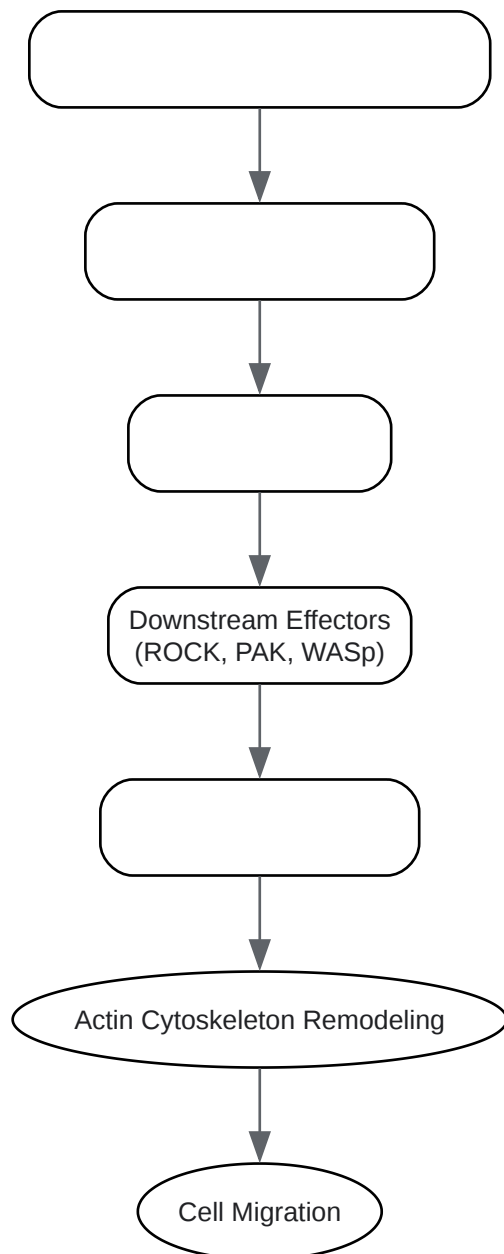 Downstream Effectors
(ROCK, PAK, WASp)
Actin Cytoskeleton Remodeling
Cell Migration